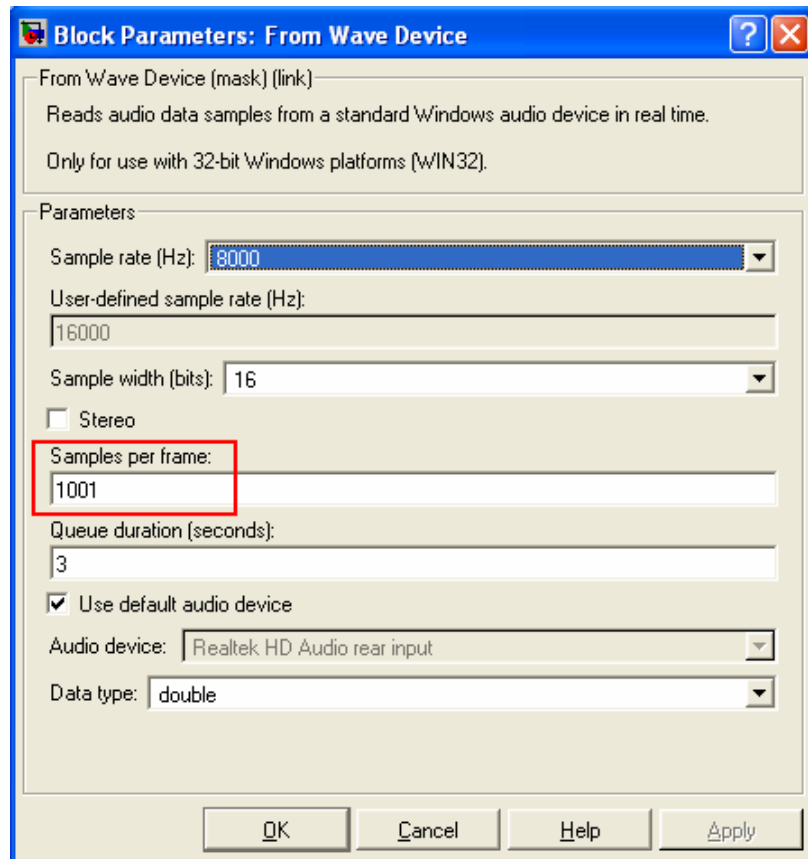 Block Parameters: From Wave Device
From Wave Device (mask) (link)
Reads audio data samples from a standard Windows audio device in real time.
Only for use with 32-bit Windows platforms (WIN32).
Parameters
Sample rate (Hz): 8000
User-defined sample rate (Hz):
16000
Sample width (bits): 16
Stereo
Samples per frame:
1001
Queue duration (seconds):
3
Use default audio device
Audio device: Realtek HD Audio rear input
Data type: double
OK Cancel Help Apply